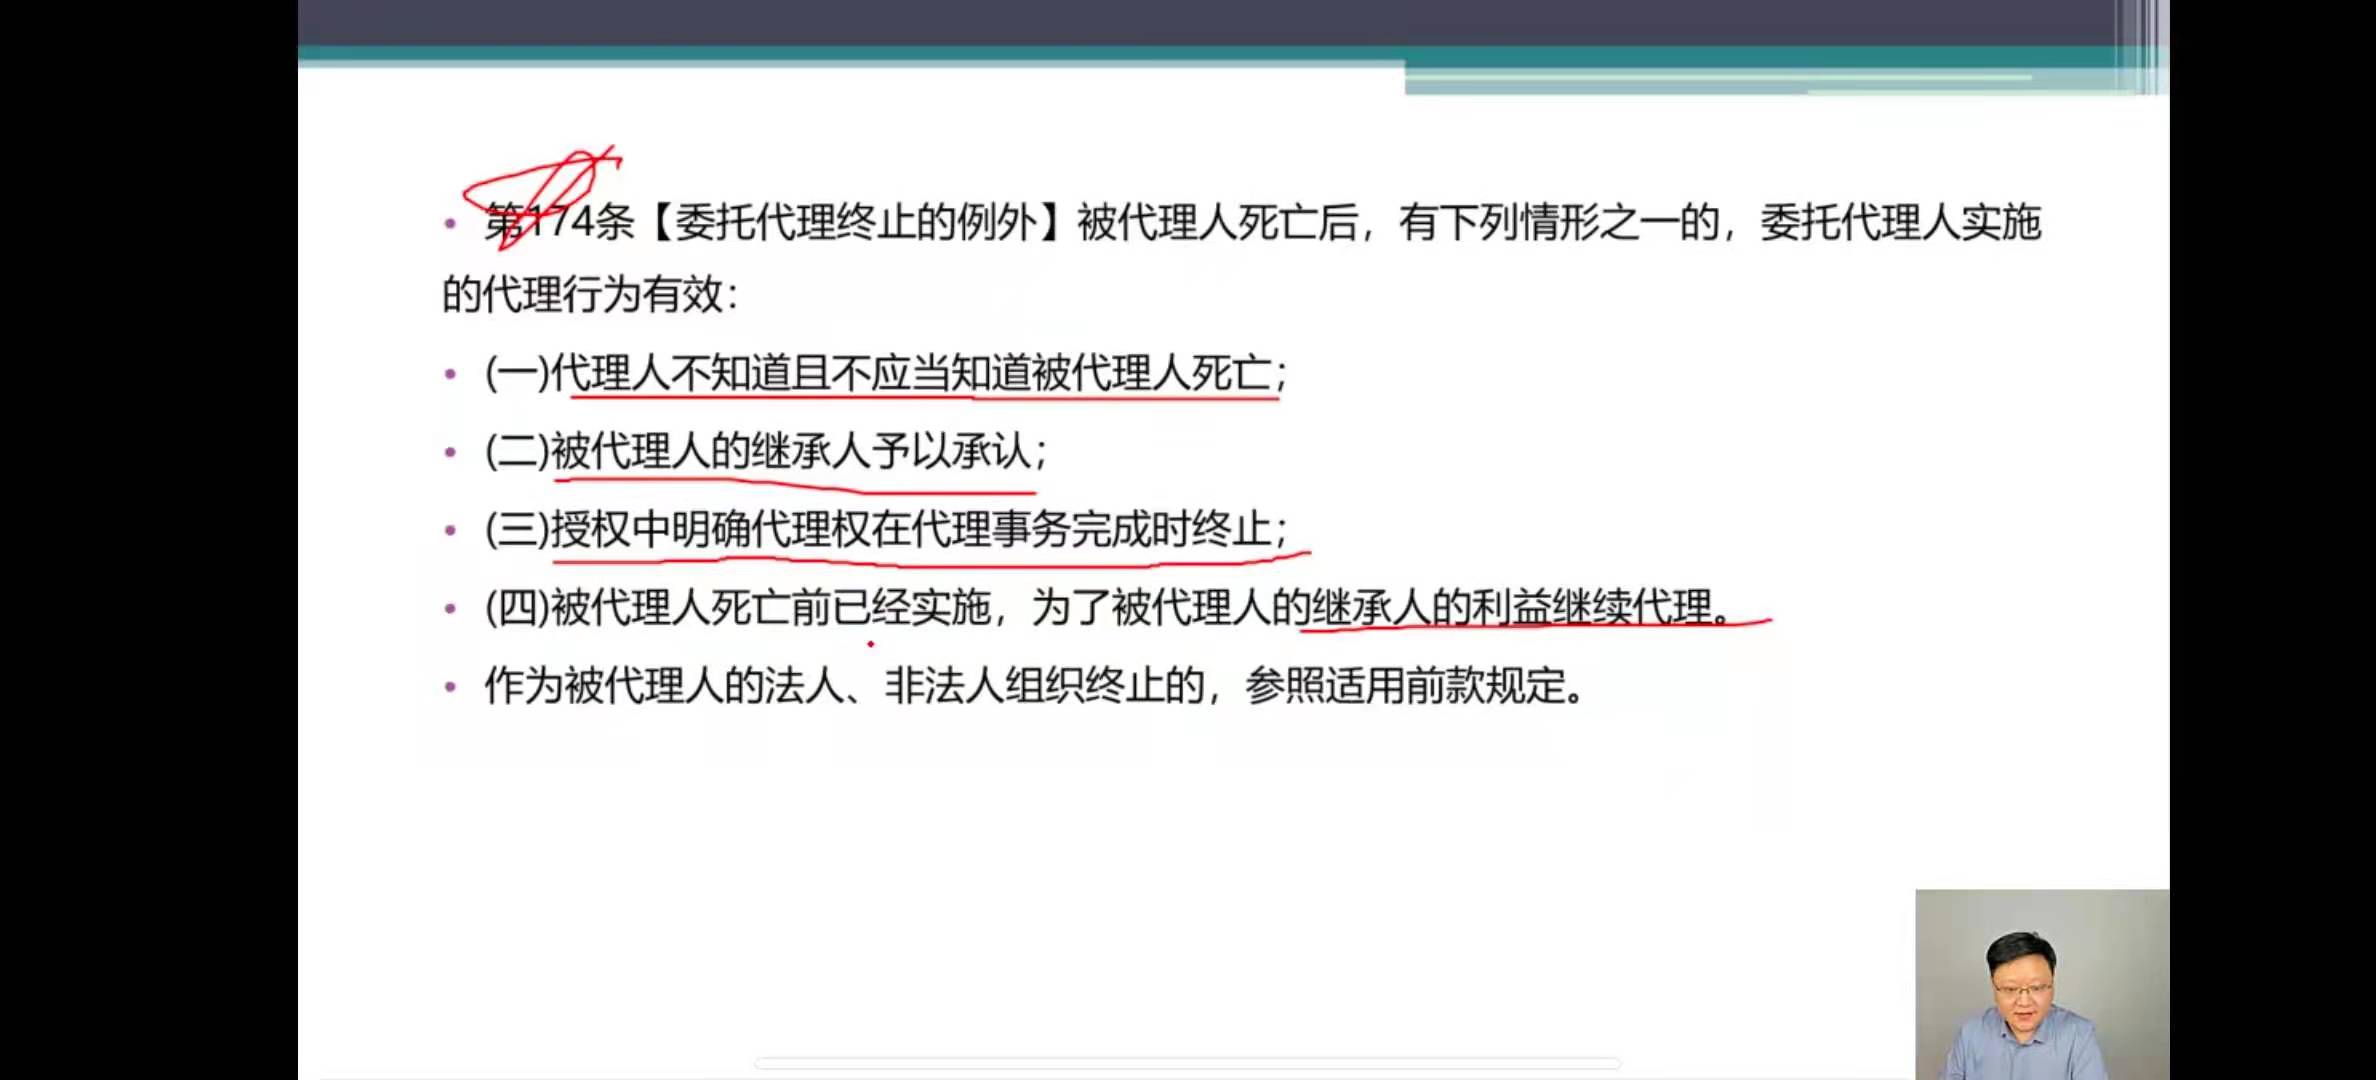 • 第174条【委托代理终止的例外】被代理人死亡后，有下列情形之一的，委托代理人实施
的代理行为有效：
• (一)代理人不知道且不应当知道被代理人死亡；
• (二)被代理人的继承人予以承认；
• (三)授权中明确代理权在代理事务完成时终止；
• (四)被代理人死亡前已经实施，为了被代理人的继承人的利益继续代理。
• 作为被代理人的法人、非法人组织终止的，参照适用前款规定。